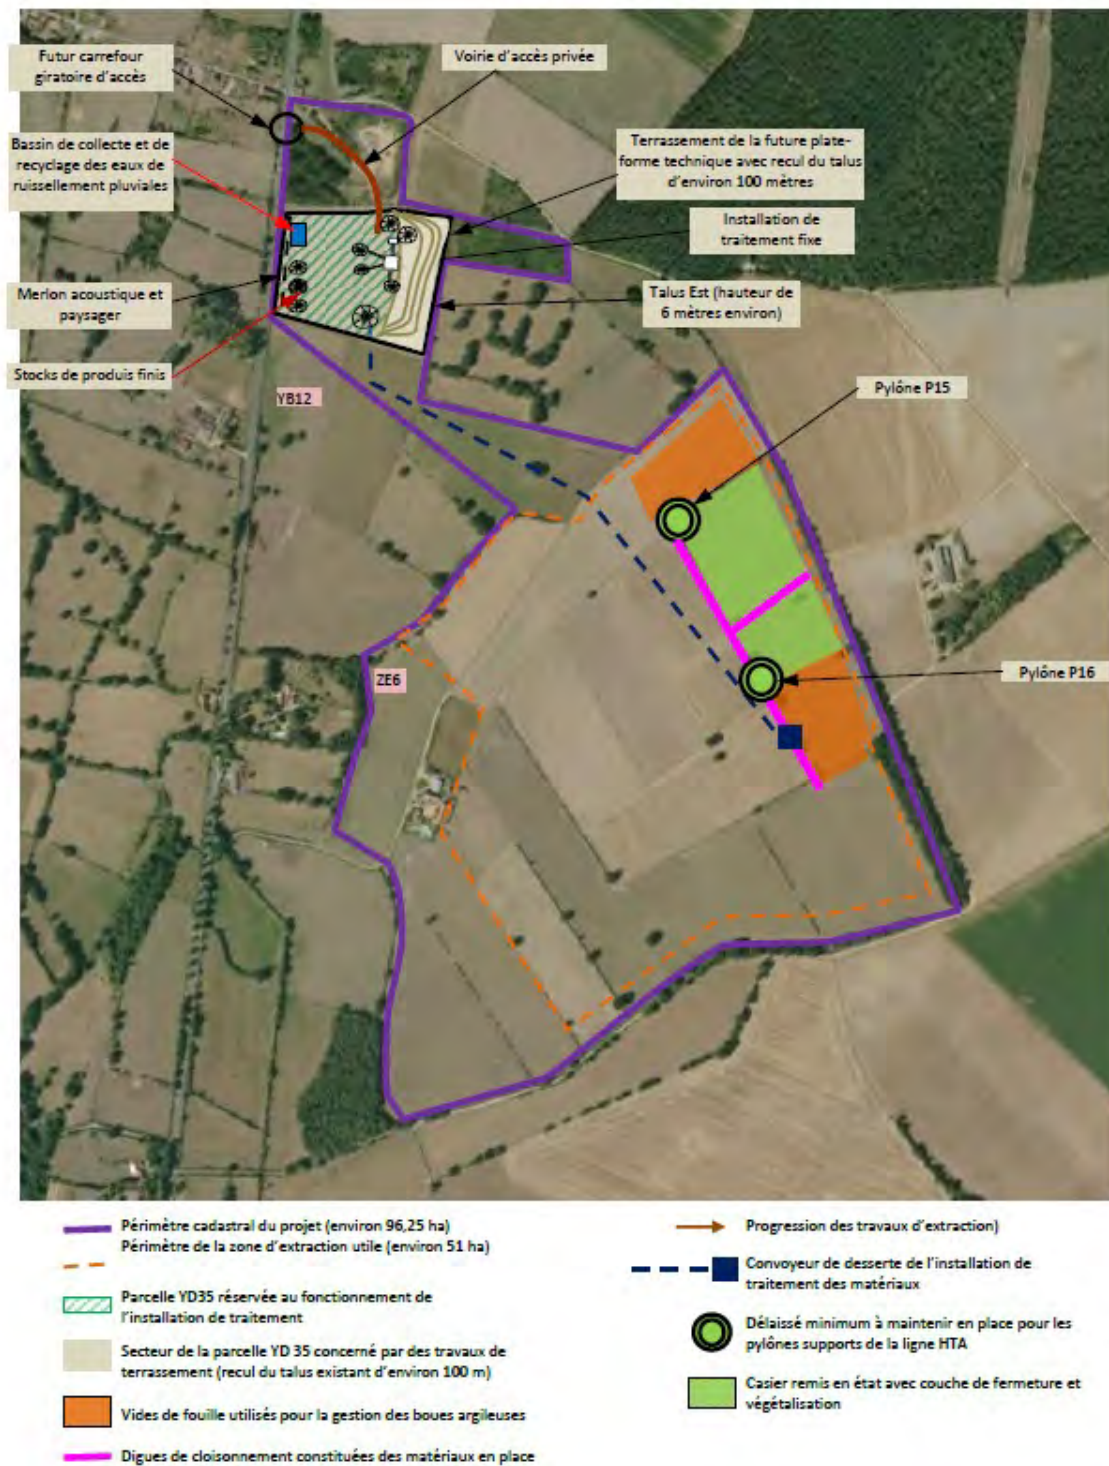 Futur carrefour
giratoire d'accès
Voirie d'accès privée
Bassin de collecte et de
recyclage des eaux de
ruissellement pluviales
Terrassement de la future plate-
forme technique avec recul du talus
d'environ 100 mètres
Installation de
traitement fixe
Merlon acoustique et
paysager
Talus Est (hauteur de
6 mètres environ)
Stocks de produis finis
YB12
Pylône P15
ZE6
Pylône P16
Périmètre cadastral du projet (environ 96,25 ha)
Périmètre de la zone d'extraction utile (environ 51 ha)
Parcelle YD35 réservée au fonctionnement de
l'installation de traitement
Secteur de la parcelle YD 35 concerné par des travaux de
terrassement (recul du talus existant d'environ 100 m)
Vides de fouille utilisés pour la gestion des boues argileuses
Digues de cloisonnement constituées des matériaux en place
Progression des travaux d'extraction)
Convoyeur de desserte de l'installation de
traitement des matériaux
Délaissé minimum à maintenir en place pour les
pylônes supports de la ligne HTA
Casier remis en état avec couche de fermeture et
végétalisation